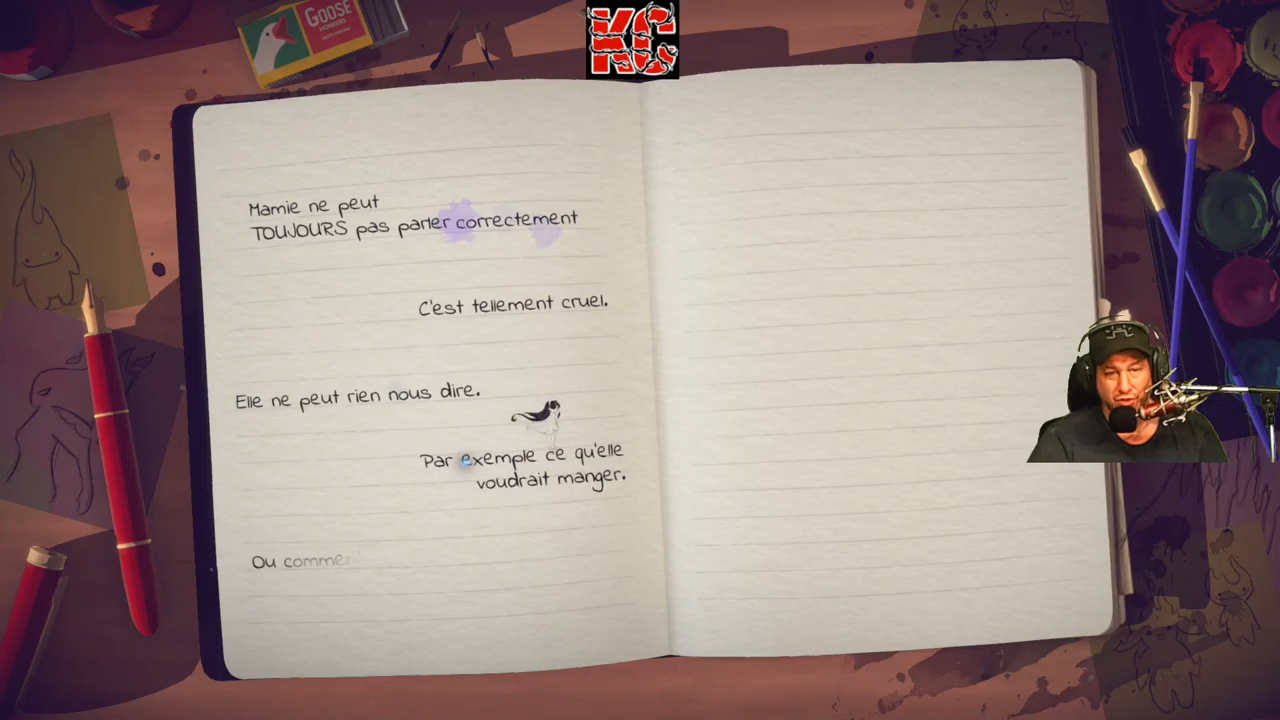 GOOSE
KC
Mamie ne peut
TOUJOURS pas parler correctement
C'est tellement cruel.
Elle ne peut rien nous dire.
Par exemple ce qu'elle
voudrait manger.
Ou commen